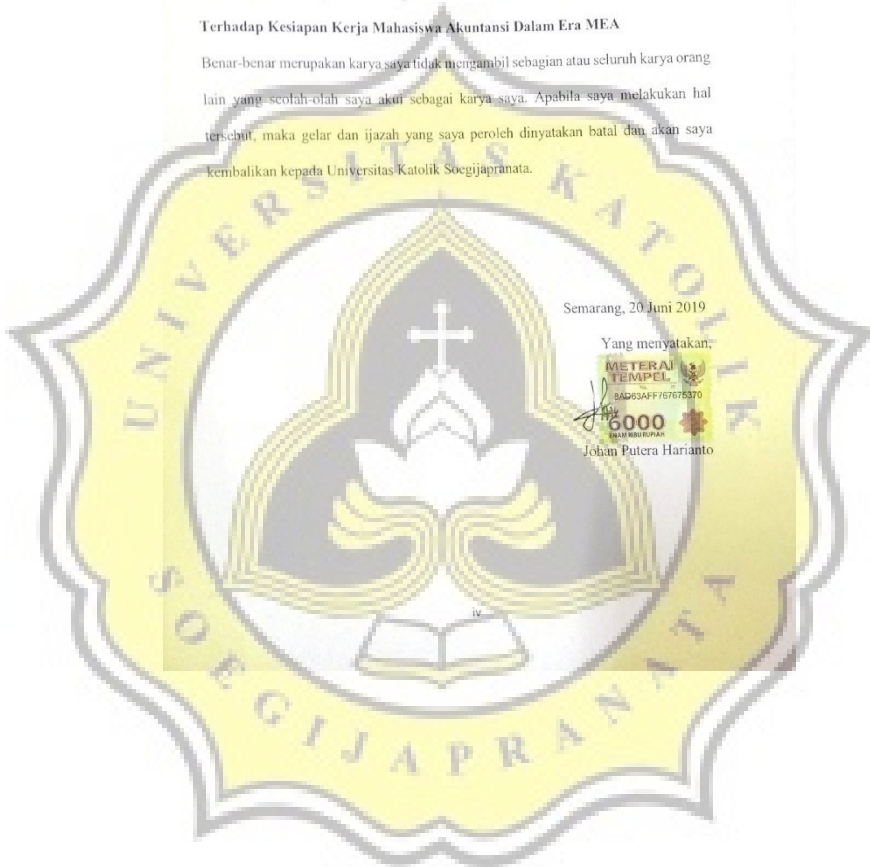 Terhadap Kesiapan Kerja Mahasiswa Akuntansi Dalam Era MEA
Benar-benar merupakan karya saya tidak mengambil sebagian atau seluruh karya orang
lain yang seolah-olah saya akui sebagai karya saya. Apabila saya melakukan hal
tersebut, maka gelar dan ijazah yang saya peroleh dinyatakan batal dan akan saya
kembalikan kepada Universitas Katolik Soegijapranata.
Semarang, 20 Juni 2019
Yang menyatakan,
METERAI
TEMPEL
6000
ENAM RIBU RUPIAH
Johan Putera Harianto
iv
UNIVERSITAS KATOLIK
SOEGIJAPRANATA